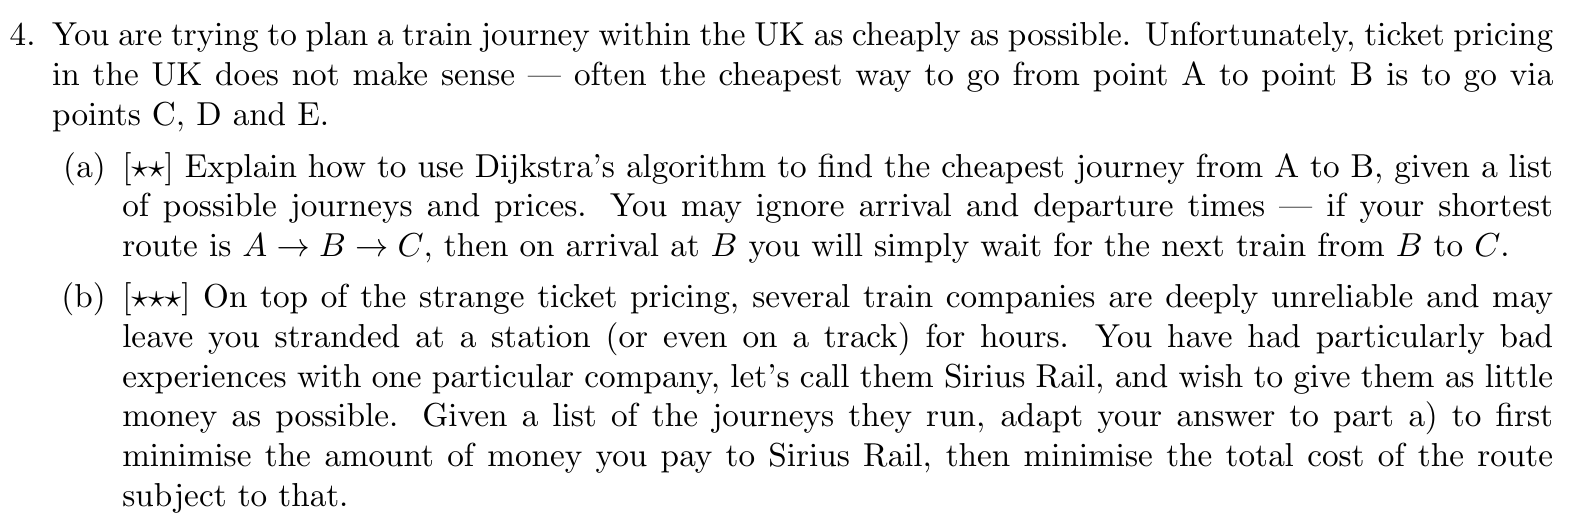 4. You are trying to plan a train journey within the UK as cheaply as possible. Unfortunately, ticket pricing
in the UK does not make sense — often the cheapest way to go from point A to point B is to go via
points C, D and E.
(a) [⋆⋆] Explain how to use Dijkstra's algorithm to find the cheapest journey from A to B, given a list
of possible journeys and prices. You may ignore arrival and departure times — if your shortest
route is A → B → C, then on arrival at B you will simply wait for the next train from B to C.
(b) [⋆⋆⋆] On top of the strange ticket pricing, several train companies are deeply unreliable and may
leave you stranded at a station (or even on a track) for hours. You have had particularly bad
experiences with one particular company, let's call them Sirius Rail, and wish to give them as little
money as possible. Given a list of the journeys they run, adapt your answer to part a) to first
minimise the amount of money you pay to Sirius Rail, then minimise the total cost of the route
subject to that.